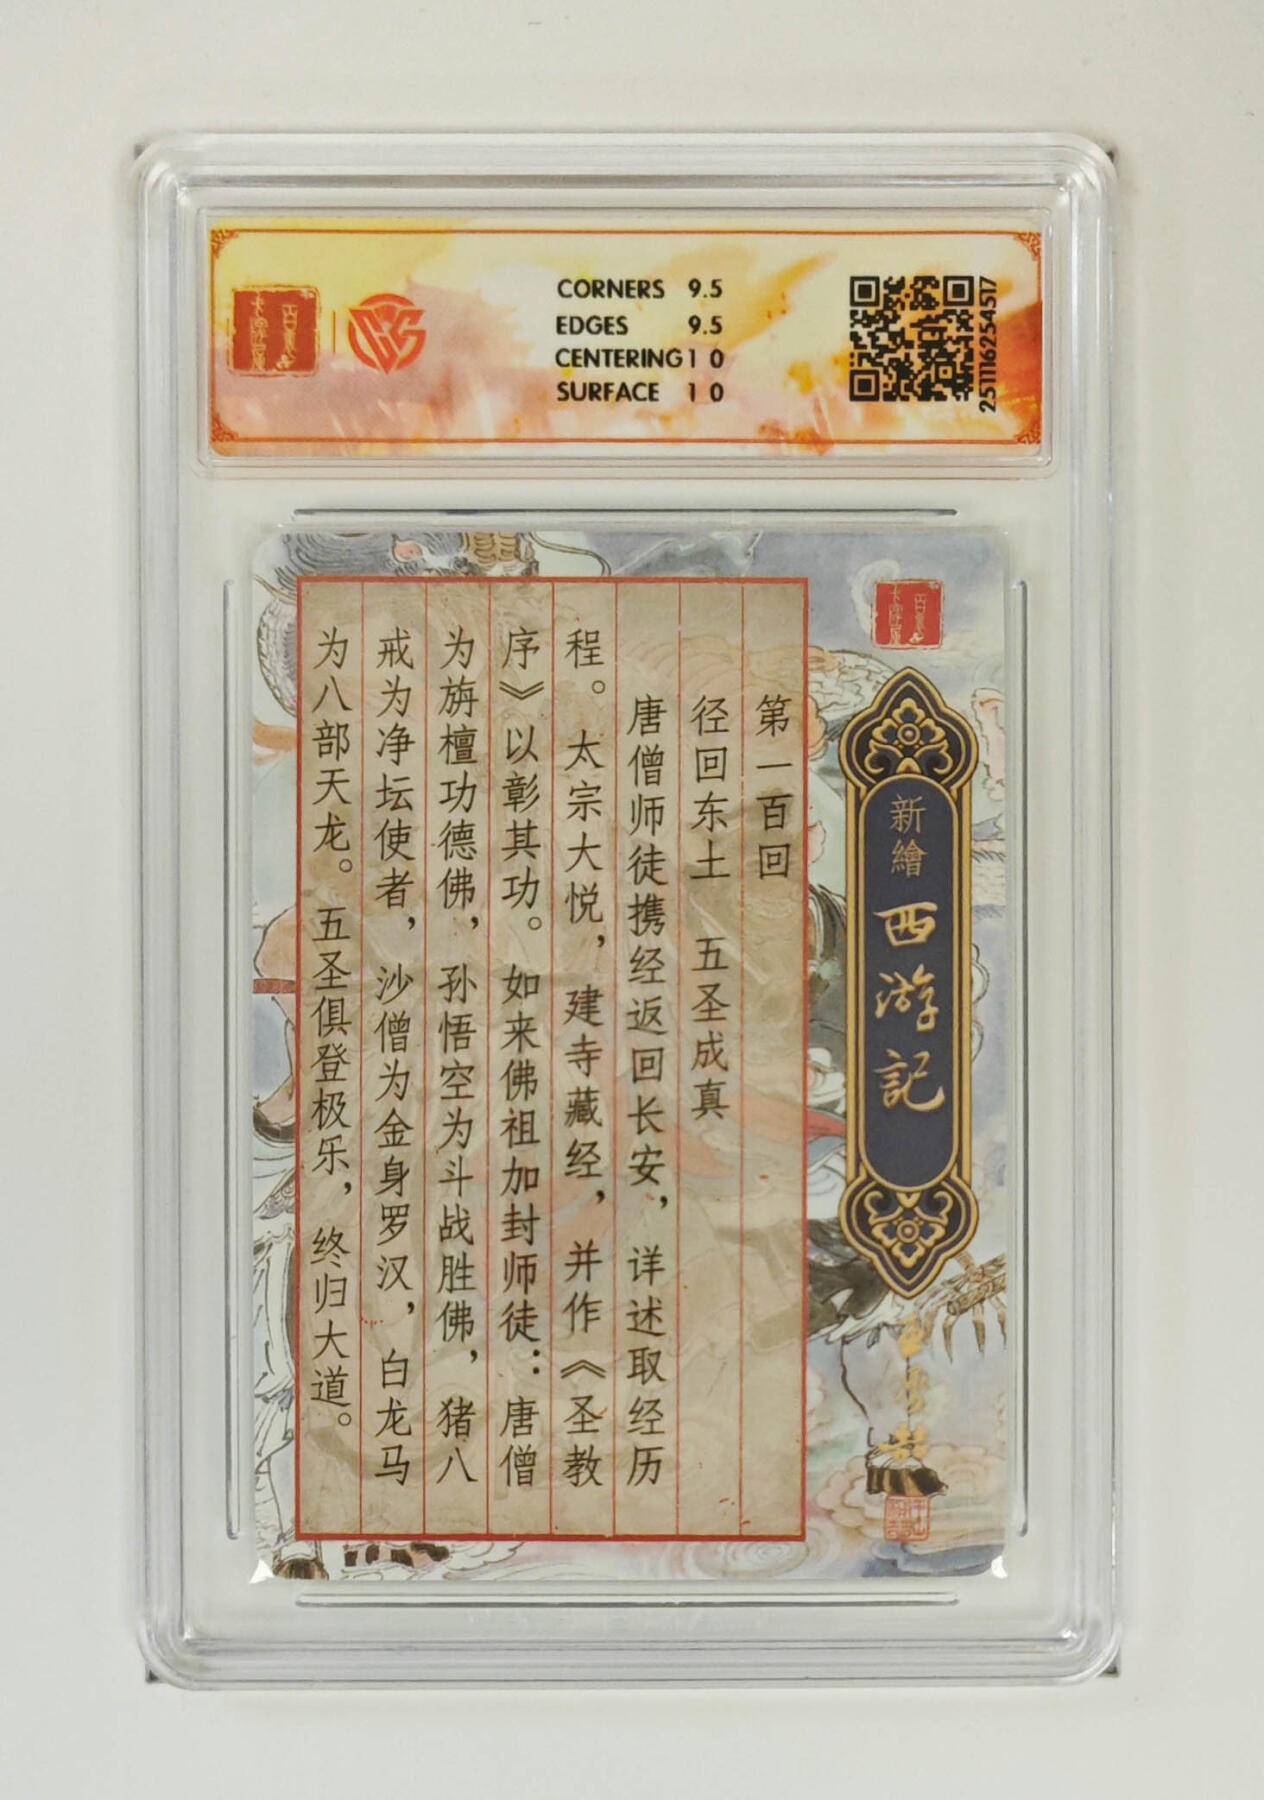 CORNERS 9.5
EDGES 9.5
CENTERING 10
SURFACE 10
251116254517
新繪
西游記
第一百回
径回东土 五圣成真
唐僧师徒携经返回长安，详述取经历
程。太宗大悦，建寺藏经，并作《圣教
序》以彰其功。如来佛祖加封师徒：唐僧
为旃檀功德佛，孙悟空为斗战胜佛，猪八
戒为净坛使者，沙僧为金身罗汉，白龙马
为八部天龙。五圣俱登极乐，终归大道。